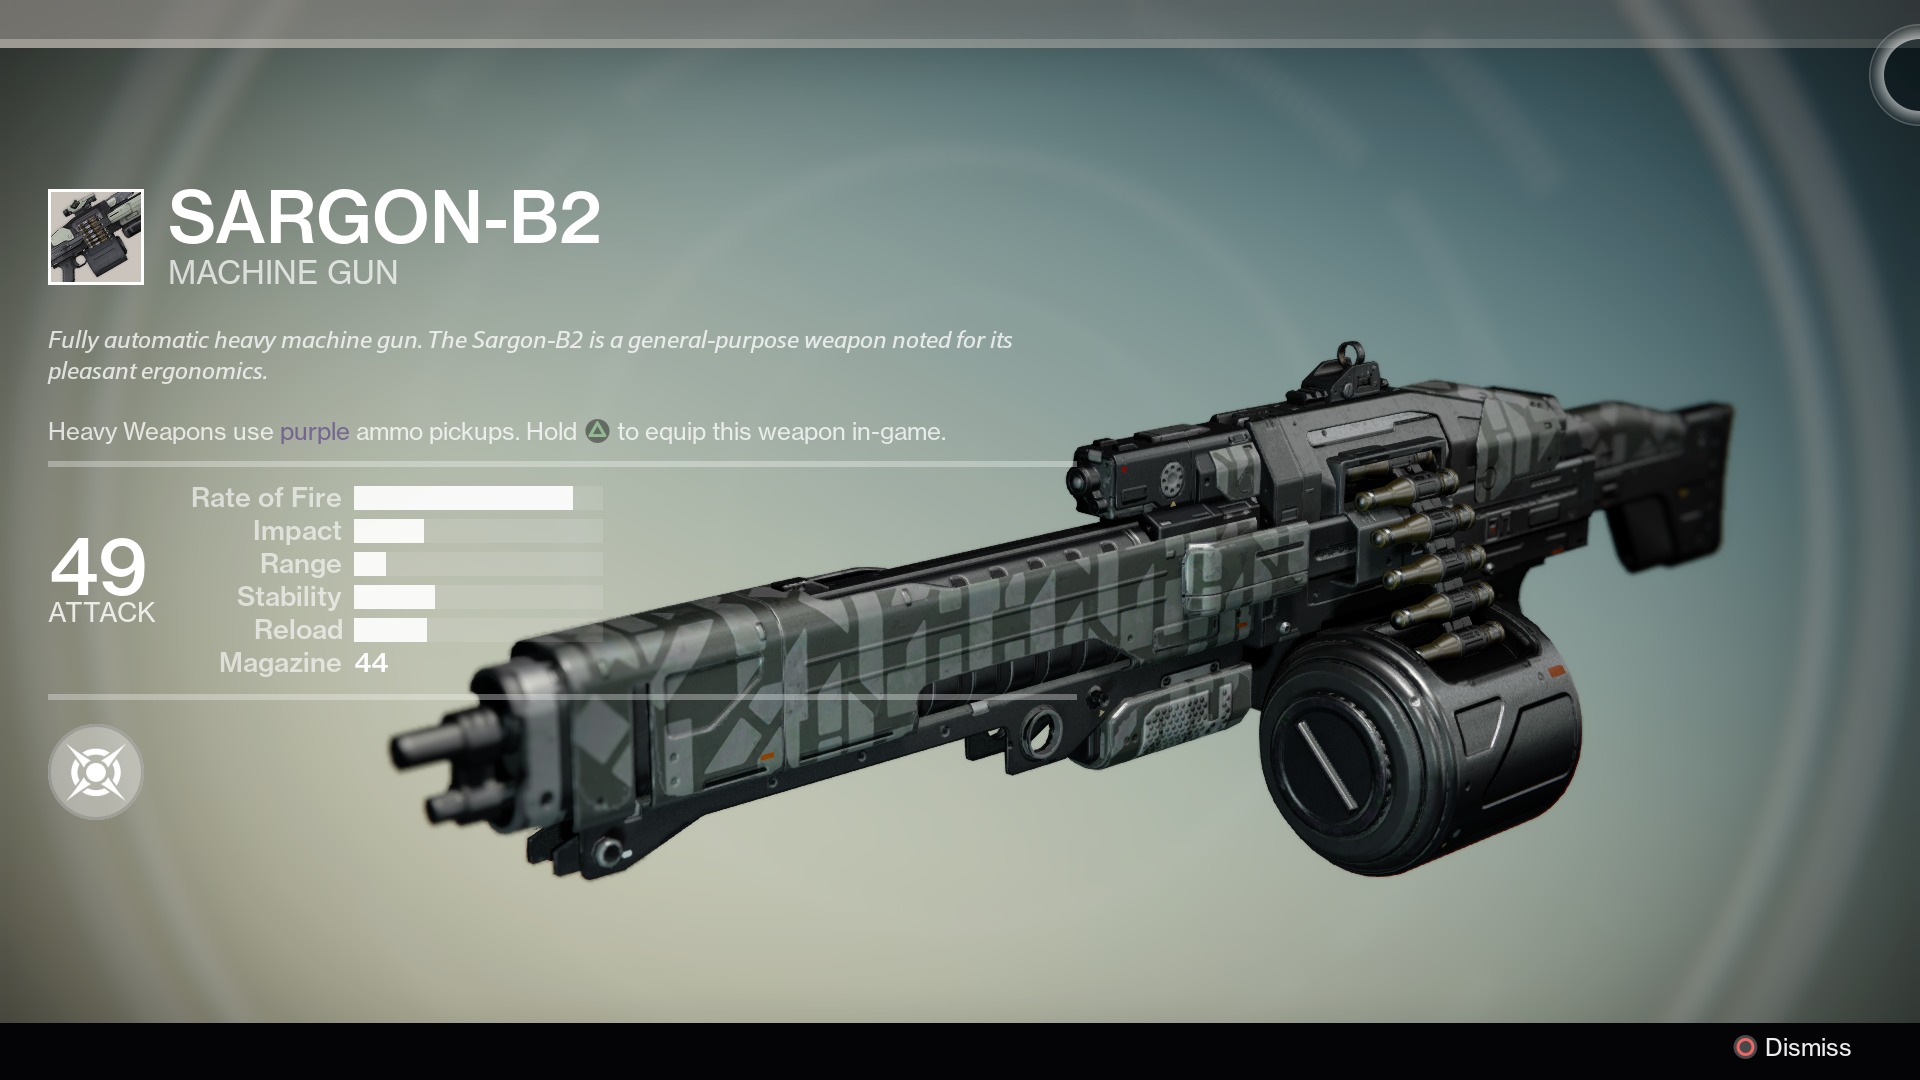 SARGON-B2
MACHINE GUN
Fully automatic heavy machine gun. The Sargon-B2 is a general-purpose weapon noted for its
pleasant ergonomics.
Heavy Weapons use purple ammo pickups. Hold to equip this weapon in-game.
49
ATTACK
Rate of Fire
Impact
Range
Stability
Reload
Magazine 44
Dismiss